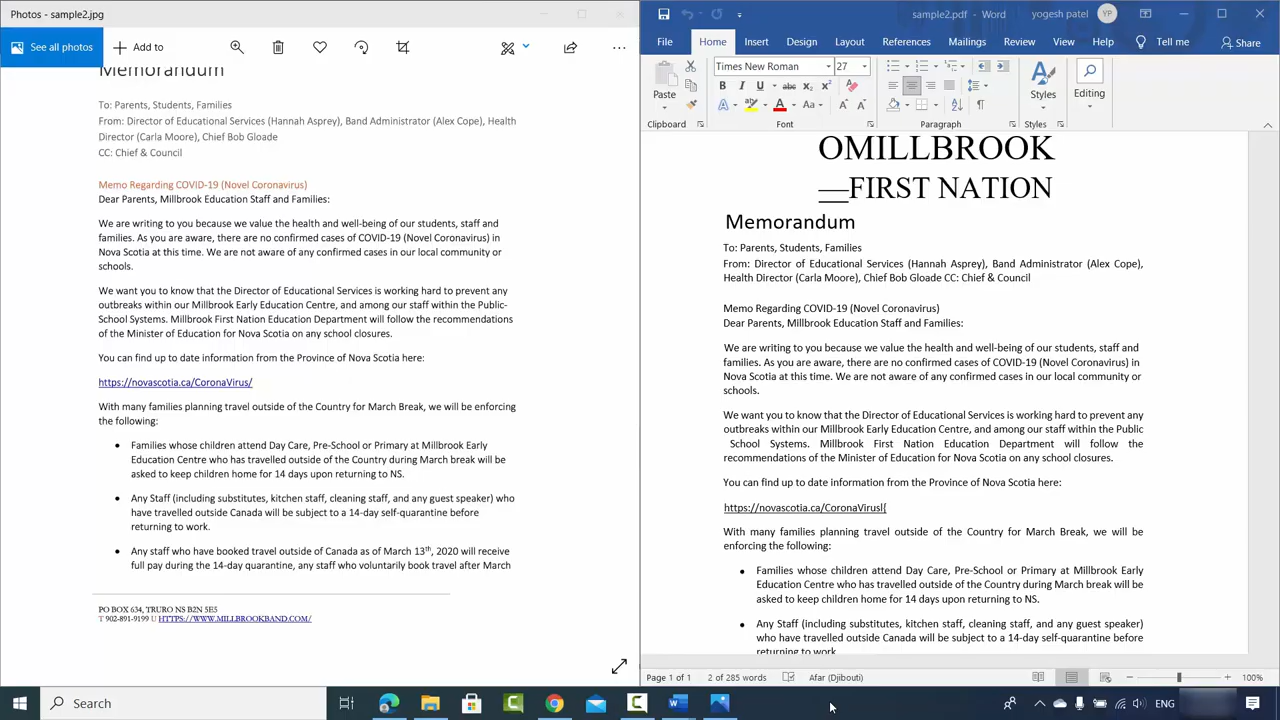 Photos - sample2.jpg
See all photos
Add to
Memorandum
To: Parents, Students, Families
From: Director of Educational Services (Hannah Asprey), Band Administrator (Alex Cope), Health
Director (Carla Moore), Chief Bob Gloade
CC: Chief & Council
Memo Regarding COVID-19 (Novel Coronavirus)
Dear Parents, Millbrook Education Staff and Families:
We are writing to you because we value the health and well-being of our students, staff and
families. As you are aware, there are no confirmed cases of COVID-19 (Novel Coronavirus) in
Nova Scotia at this time. We are not aware of any confirmed cases in our local community or
schools.
We want you to know that the Director of Educational Services is working hard to prevent any
outbreaks within our Millbrook Early Education Centre, and among our staff within the Public-
School Systems. Millbrook First Nation Education Department will follow the recommendations
of the Minister of Education for Nova Scotia on any school closures.
You can find up to date information from the Province of Nova Scotia here:
https://novascotia.ca/CoronaVirus/
With many families planning travel outside of the Country for March Break, we will be enforcing
the following:
• Families whose children attend Day Care, Pre-School or Primary at Millbrook Early
Education Centre who has travelled outside of the Country during March break will be
asked to keep children home for 14 days upon returning to NS.
• Any Staff (including substitutes, kitchen staff, cleaning staff, and any guest speaker) who
have travelled outside Canada will be subject to a 14-day self-quarantine before
returning to work.
• Any staff who have booked travel outside of Canada as of March 13th, 2020 will receive
full pay during the 14-day quarantine, any staff who voluntarily book travel after March
PO BOX 634, TRURO NS B2N 5E5
T 902-891-9199 U HTTPS://WWW.MILLBROOKBAND.COM/
sample2.pdf - Word
yogesh patel
YP
File Home Insert Design Layout References Mailings Review View Help Tell me Share
Paste
Times New Roman 27
B I U abc x₂ x²
A A Aa A A
Styles
Editing
Clipboard Font Paragraph Styles
OMILLBROOK
__FIRST NATION
Memorandum
To: Parents, Students, Families
From: Director of Educational Services (Hannah Asprey), Band Administrator (Alex Cope),
Health Director (Carla Moore), Chief Bob Gloade CC: Chief & Council
Memo Regarding COVID-19 (Novel Coronavirus)
Dear Parents, Millbrook Education Staff and Families:
We are writing to you because we value the health and well-being of our students, staff and
families. As you are aware, there are no confirmed cases of COVID-19 (Novel Coronavirus) in
Nova Scotia at this time. We are not aware of any confirmed cases in our local community or
schools.
We want you to know that the Director of Educational Services is working hard to prevent any
outbreaks within our Millbrook Early Education Centre, and among our staff within the Public
School Systems. Millbrook First Nation Education Department will follow the
recommendations of the Minister of Education for Nova Scotia on any school closures.
You can find up to date information from the Province of Nova Scotia here:
https://novascotia.ca/CoronaVirusl{
With many families planning travel outside of the Country for March Break, we will be
enforcing the following:
• Families whose children attend Day Care, Pre-School or Primary at Millbrook Early
Education Centre who has travelled outside of the Country during March break will be
asked to keep children home for 14 days upon returning to NS.
• Any Staff (including substitutes, kitchen staff, cleaning staff, and any guest speaker)
who have travelled outside Canada will be subject to a 14-day self-quarantine before
returning to work.
Page 1 of 1 2 of 285 words Afar (Djibouti) 100%
Search
ENG